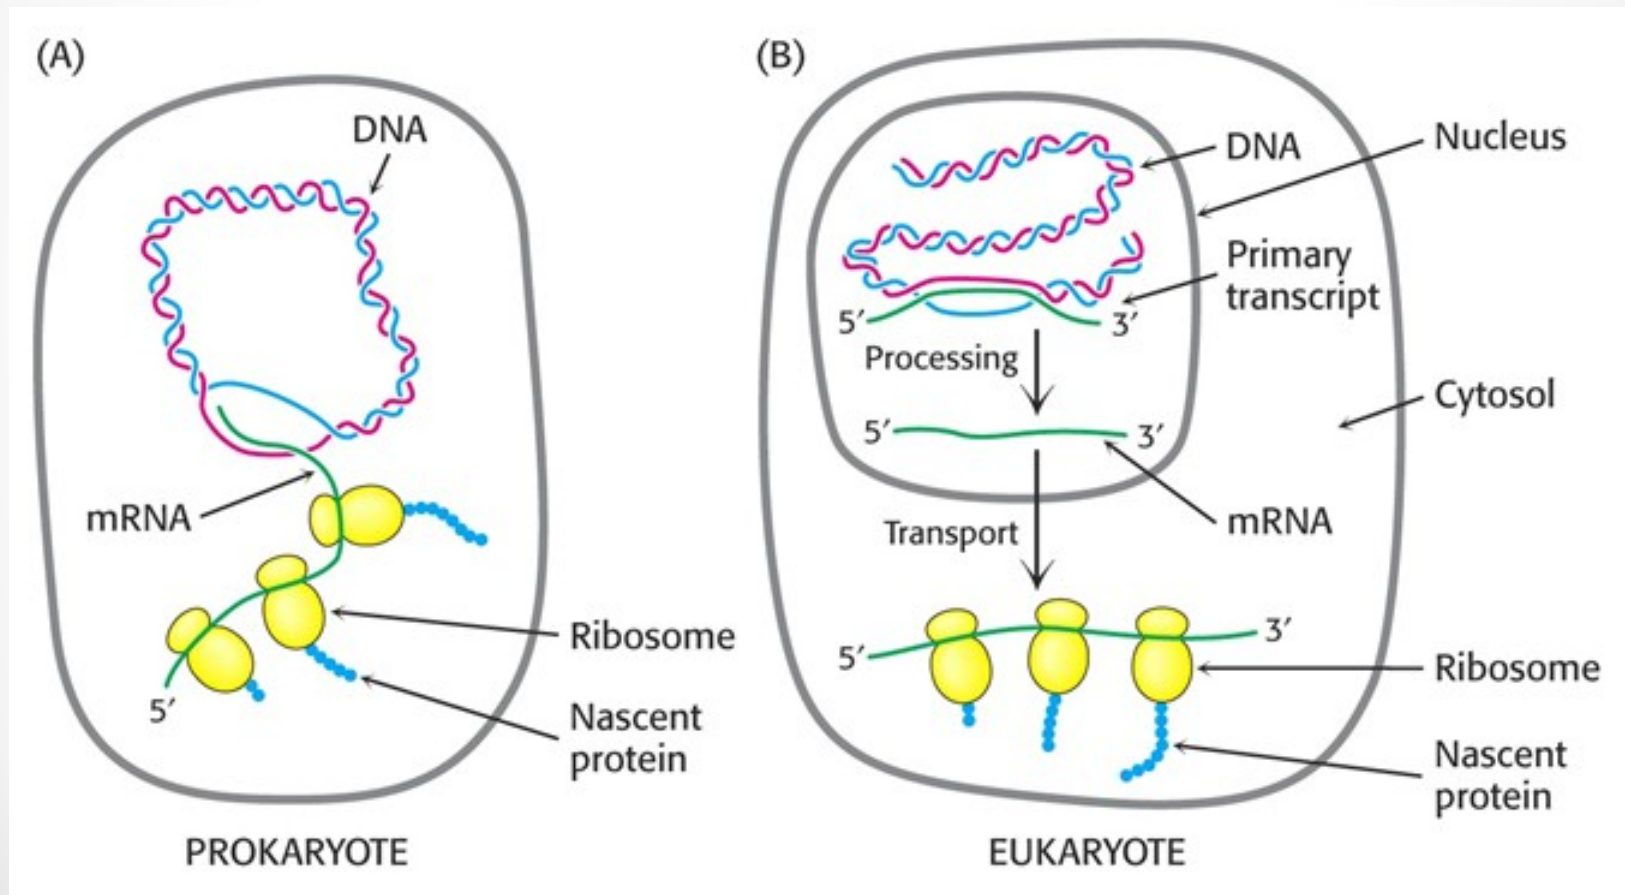 (A)
DNA
mRNA
5′
Ribosome
Nascent
protein
PROKARYOTE
(B)
DNA
Nucleus
Primary
transcript
5′
3′
Processing
Cytosol
5′
3′
mRNA
Transport
5′
3′
Ribosome
Nascent
protein
EUKARYOTE